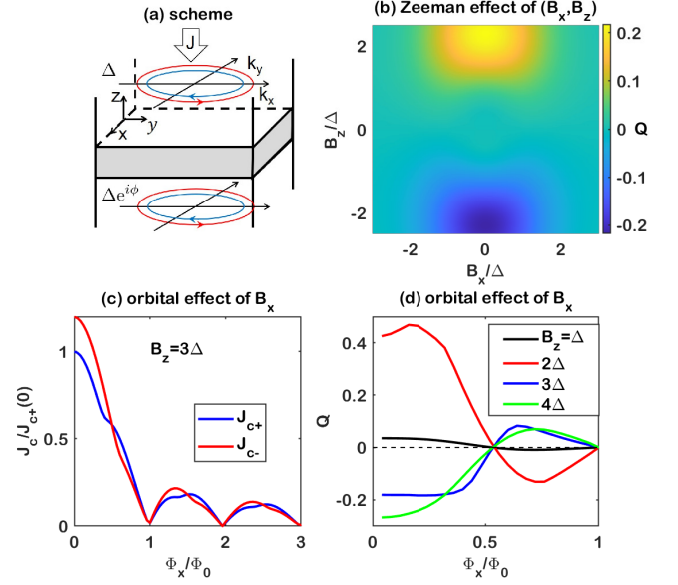 (a) scheme
J
Δ
k_y
k_x
z
x
y
Δe^{iϕ}
(b) Zeeman effect of (B_x,B_z)
B_z/Δ
2
0
-2
-2
0
2
B_x/Δ
0.2
0.1
0
-0.1
-0.2
Q
(c) orbital effect of B_x
J_c/J_{c+}(0)
1
0.5
0
B_z=3Δ
J_{c+}
J_{c-}
0
1
2
3
Φ_x/Φ_0
(d) orbital effect of B_x
Q
0.4
0.2
0
-0.2
B_z=Δ
2Δ
3Δ
4Δ
0
0.5
1
Φ_x/Φ_0